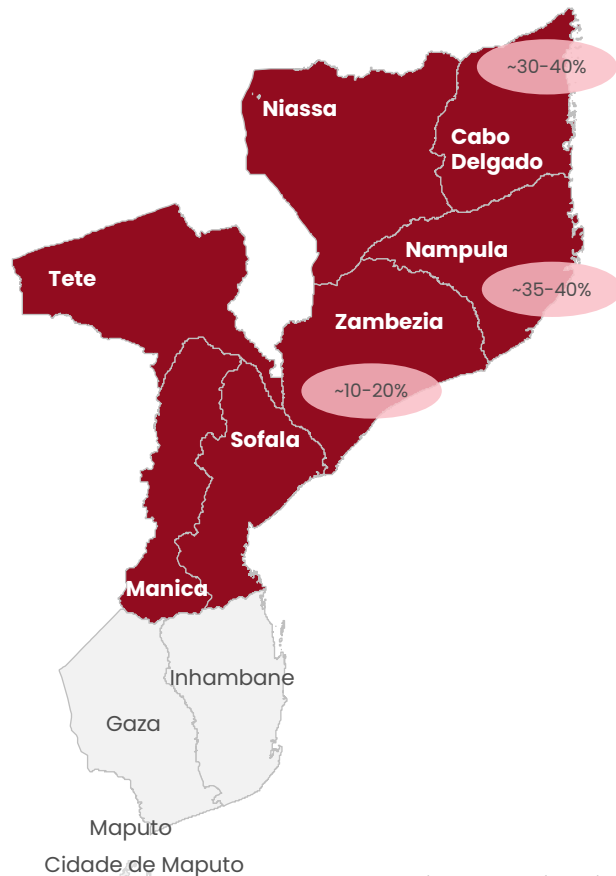 ~30-40%
Niassa
Cabo
Delgado
Nampula
Tete
~35-40%
Zambezia
~10-20%
Sofala
Manica
Inhambane
Gaza
Maputo
Cidade de Maputo